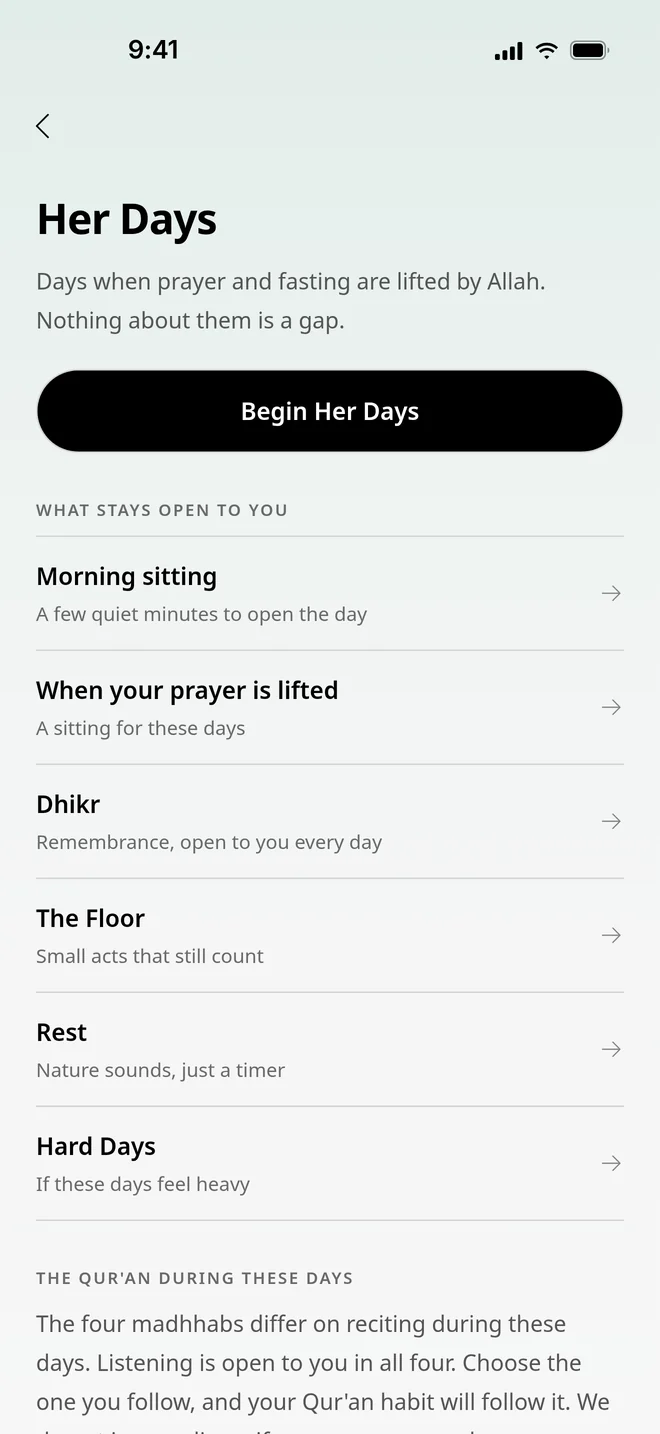 9:41
Her Days
Days when prayer and fasting are lifted by Allah.
Nothing about them is a gap.
Begin Her Days
WHAT STAYS OPEN TO YOU
Morning sitting
A few quiet minutes to open the day
When your prayer is lifted
A sitting for these days
Dhikr
Remembrance, open to you every day
The Floor
Small acts that still count
Rest
Nature sounds, just a timer
Hard Days
If these days feel heavy
THE QUR'AN DURING THESE DAYS
The four madhhabs differ on reciting during these
days. Listening is open to you in all four. Choose the
one you follow, and your Qur'an habit will follow it. We